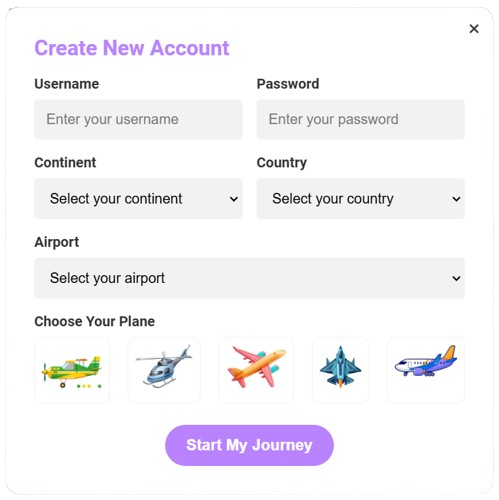 ×
Create New Account
Username Password
Enter your username Enter your password
Continent Country
Select your continent Select your country
Airport
Select your airport
Choose Your Plane
Start My Journey